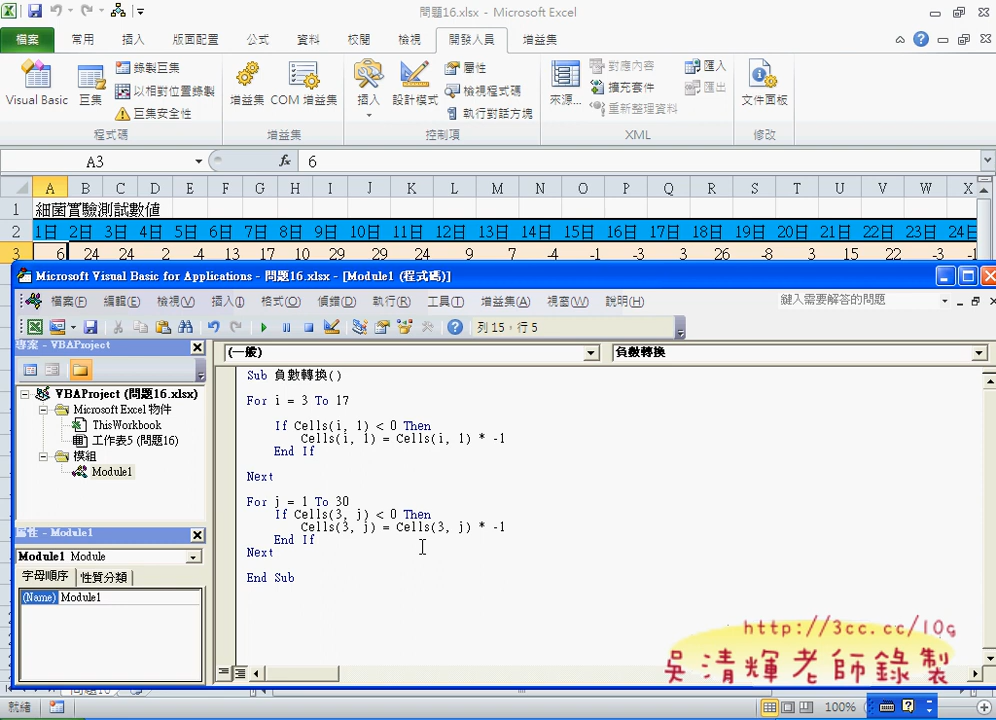 問題16.xlsx - Microsoft Excel
檔案 常用 插入 版面配置 公式 資料 校閱 檢視 開發人員 增益集
Visual Basic 巨集 錄製巨集 以相對位置錄製 巨集安全性 增益集 COM 增益集 插入 設計模式 屬性 檢視程式碼 執行對話方塊 來源... 對應內容 擴充套件 重新整理資料 匯入 匯出 文件面板
程式碼 增益集 控制項 XML 修改
A3 fx 6
A B C D E F G H I J K L M N O P Q R S T U V W X
1 細菌實驗測試數值
2 1日 2日 3日 4日 5日 6日 7日 8日 9日 10日 11日 12日 13日 14日 15日 16日 17日 18日 19日 20日 21日 22日 23日 24日
3 6 24 24 2 22 13 17 29 29 24 9 7 -4 -1 -3 3 26 -8 3 15 22 -3 -1
Microsoft Visual Basic for Applications - 問題16.xlsx - [Module1 (程式碼)]
檔案(F) 編輯(E) 檢視(V) 插入(I) 格式(O) 偵錯(D) 執行(R) 工具(T) 增益集(A) 視窗(W) 說明(H) 鍵入需要解答的問題
列 15，行 5
專案 - VBAProject
(一般) 負數轉換
VBAProject (問題16.xlsx)
Microsoft Excel 物件
ThisWorkbook
工作表5 (問題16)
模組
Module1
Sub 負數轉換()
For i = 3 To 17
If Cells(i, 1) < 0 Then
Cells(i, 1) = Cells(i, 1) * -1
End If
Next
For j = 1 To 30
If Cells(3, j) < 0 Then
Cells(3, j) = Cells(3, j) * -1
End If
Next
End Sub
屬性 - Module1
Module1 Module
字母順序 性質分類
(Name) Module1
http://3cc.cc/10g
吳清輝老師錄製
問題16
就緒 100%